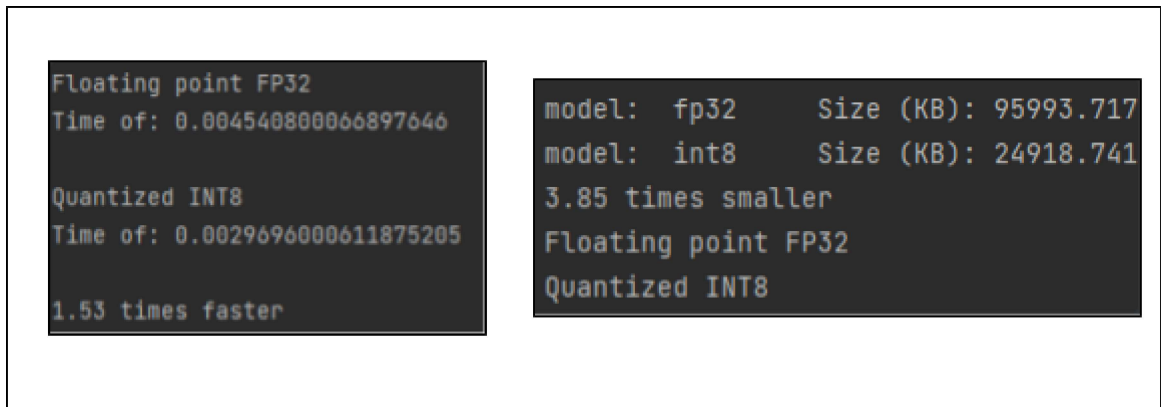 Floating point FP32
Time of: 0.004540800066897646
Quantized INT8
Time of: 0.0029696000611875205
1.53 times faster
model: fp32 Size (KB): 95993.717
model: int8 Size (KB): 24918.741
3.85 times smaller
Floating point FP32
Quantized INT8